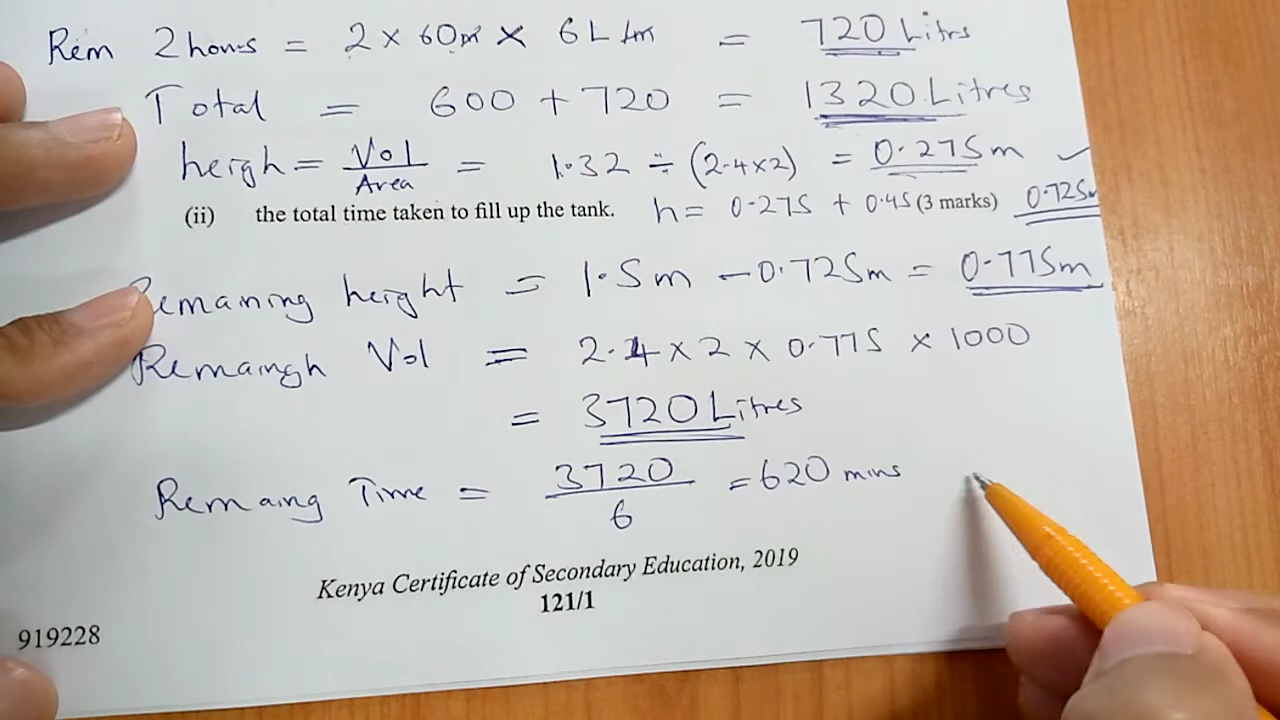 Rem 2 hours = 2 × 60m × 6L/m = 720 Litrs
Total = 600 + 720 = 1320 Litres
heigh = Vol/Area = 1.32 ÷ (2.4×2) = 0.275m ✓
(ii) the total time taken to fill up the tank. h = 0.275 + 0.45 (3 marks) 0.725m
Remaning height = 1.5m - 0.725m = 0.775m
Remaingh Vol = 2.4 × 2 × 0.775 × 1000
= 3720 Litres
Remaing Time = 3720/6 = 620 mins
Kenya Certificate of Secondary Education, 2019
121/1
919228